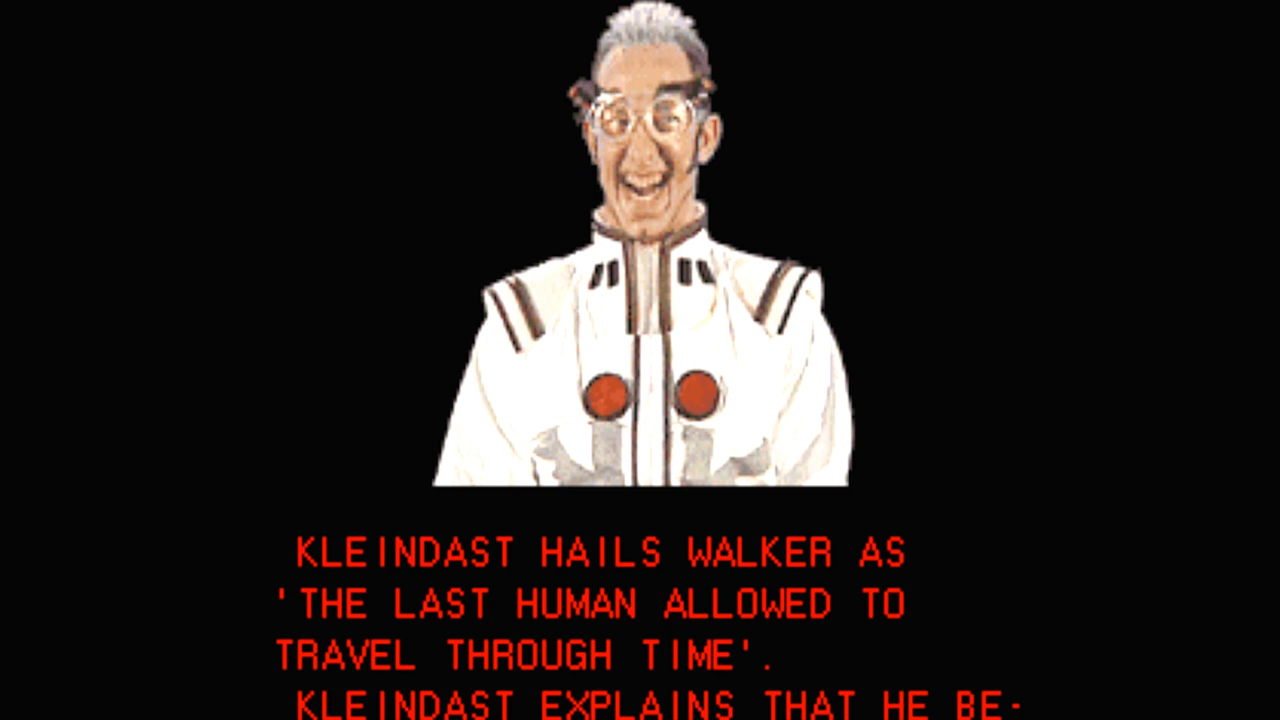 KLEINDAST HAILS WALKER AS
'THE LAST HUMAN ALLOWED TO
TRAVEL THROUGH TIME'.
KLEINDAST EXPLAINS THAT HE BE-